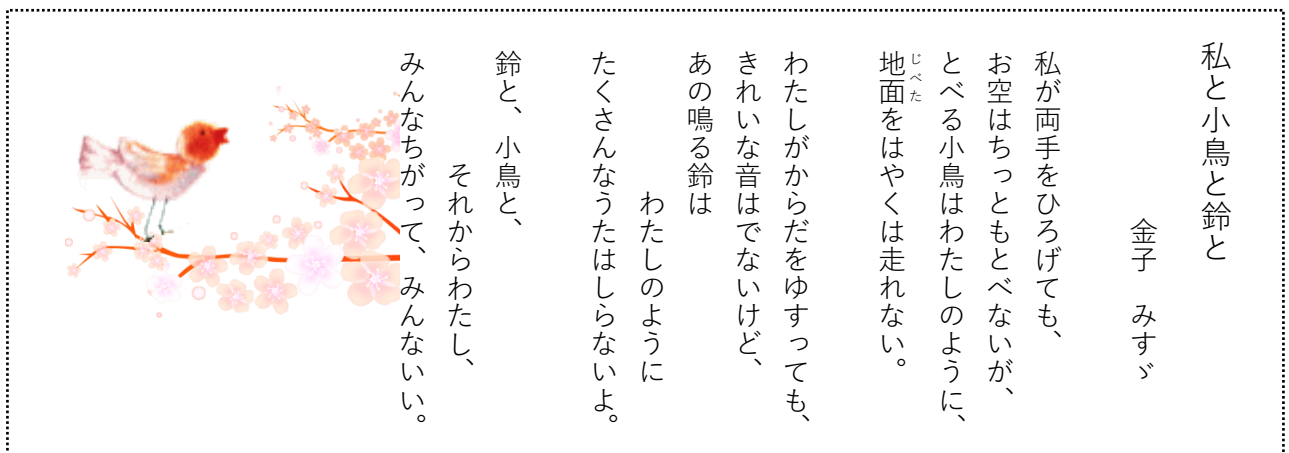 私と小鳥と鈴と
金子　みすゞ
私が両手をひろげても、
お空はちっともとべないが、
とべる小鳥はわたしのように、
地面をはやくは走れない。
じべた
わたしがからだをゆすっても、
きれいな音はでないけど、
あの鳴る鈴は
わたしのように
たくさんなうたはしらないよ。
鈴と、小鳥と、
それからわたし、
みんなちがって、みんないい。